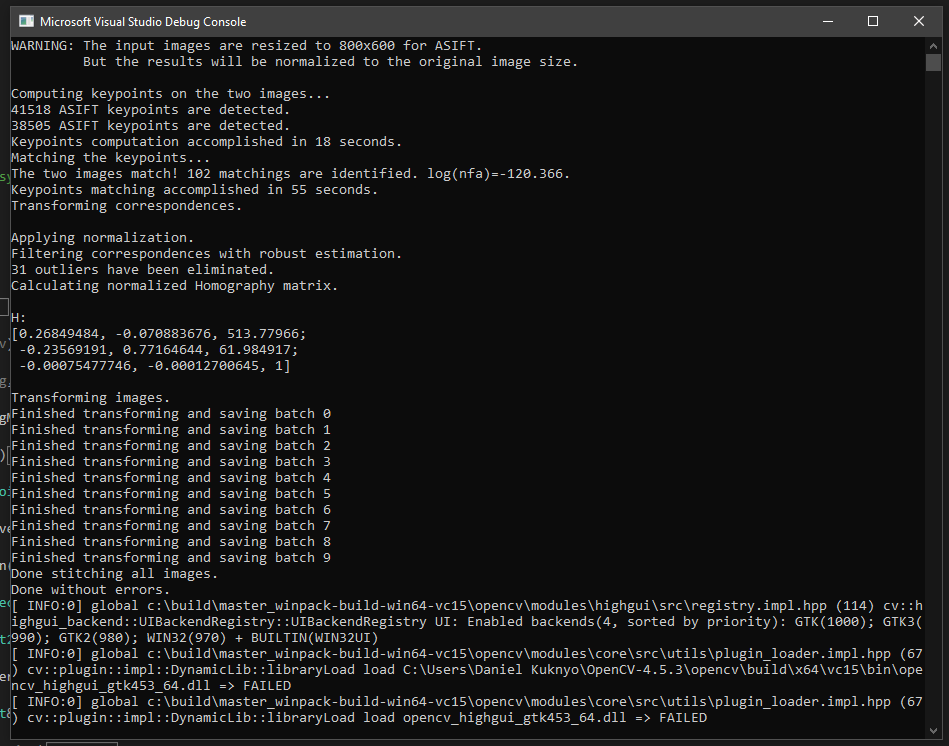 Microsoft Visual Studio Debug Console
WARNING: The input images are resized to 800x600 for ASIFT.
         But the results will be normalized to the original image size.

Computing keypoints on the two images...
41518 ASIFT keypoints are detected.
38505 ASIFT keypoints are detected.
Keypoints computation accomplished in 18 seconds.
Matching the keypoints...
The two images match! 102 matchings are identified. log(nfa)=-120.366.
Keypoints matching accomplished in 55 seconds.
Transforming correspondences.

Applying normalization.
Filtering correspondences with robust estimation.
31 outliers have been eliminated.
Calculating normalized Homography matrix.

H:
[0.26849484, -0.070883676, 513.77966;
 -0.23569191, 0.77164644, 61.984917;
 -0.00075477746, -0.00012700645, 1]

Transforming images.
Finished transforming and saving batch 0
Finished transforming and saving batch 1
Finished transforming and saving batch 2
Finished transforming and saving batch 3
Finished transforming and saving batch 4
Finished transforming and saving batch 5
Finished transforming and saving batch 6
Finished transforming and saving batch 7
Finished transforming and saving batch 8
Finished transforming and saving batch 9
Done stitching all images.
Done without errors.
[ INFO:0] global c:\build\master_winpack-build-win64-vc15\opencv\modules\highgui\src\registry.impl.hpp (114) cv::h
ighgui_backend::UIBackendRegistry::UIBackendRegistry UI: Enabled backends(4, sorted by priority): GTK(1000); GTK3(
990); GTK2(980); WIN32(970) + BUILTIN(WIN32UI)
[ INFO:0] global c:\build\master_winpack-build-win64-vc15\opencv\modules\core\src\utils\plugin_loader.impl.hpp (67
) cv::plugin::impl::DynamicLib::libraryLoad load C:\Users\Daniel Kuknyo\OpenCV-4.5.3\opencv\build\x64\vc15\bin\ope
ncv_highgui_gtk453_64.dll => FAILED
[ INFO:0] global c:\build\master_winpack-build-win64-vc15\opencv\modules\core\src\utils\plugin_loader.impl.hpp (67
) cv::plugin::impl::DynamicLib::libraryLoad load opencv_highgui_gtk453_64.dll => FAILED